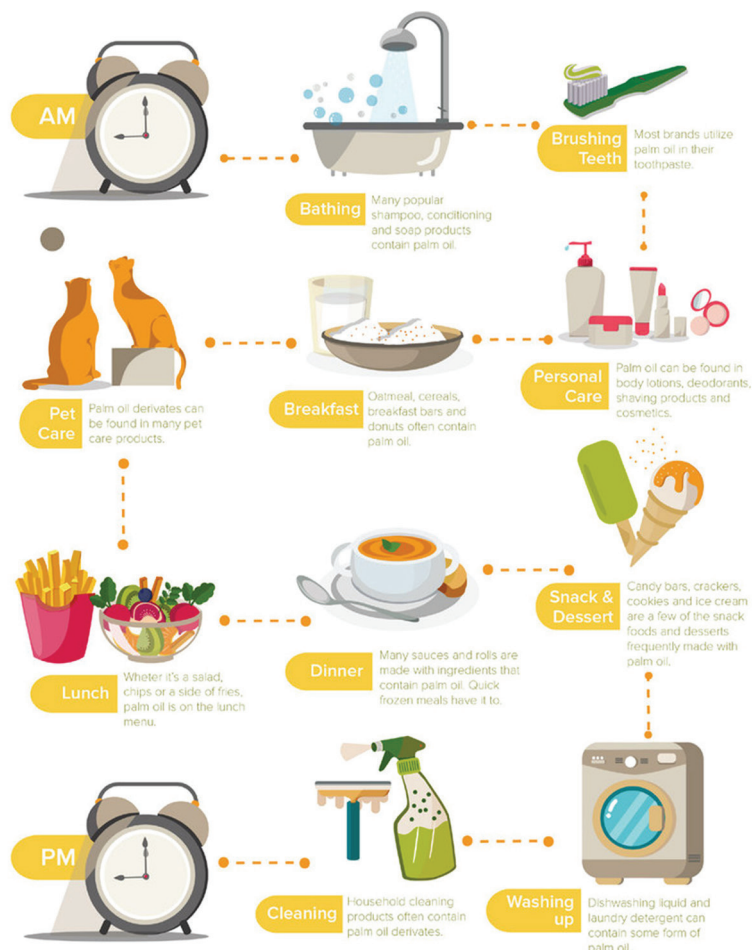 AM
Bathing
Many popular
shampoo, conditioning
and soap products
contain palm oil.
Brushing
Teeth
Most brands utilize
palm oil in their
toothpaste.
Personal
Care
Palm oil can be found in
body lotions, deodorants,
shaving products and
cosmetics.
Breakfast
Oatmeal, cereals,
breakfast bars and
donuts often contain
palm oil.
Pet
Care
Palm oil derivates can
be found in many pet
care products.
Lunch
Wheter it's a salad,
chips or a side of fries,
palm oil is on the lunch
menu.
Dinner
Many sauces and rolls are
made with ingredients that
contain palm oil. Quick
frozen meals have it to.
Snack &
Dessert
Candy bars, crackers,
cookies and ice cream
are a few of the snack
foods and desserts
frequently made with
palm oil.
Washing
up
Dishwashing liquid and
laundry detergent can
contain some form of
palm oil.
Cleaning
Household cleaning
products often contain
palm oil derivates.
PM